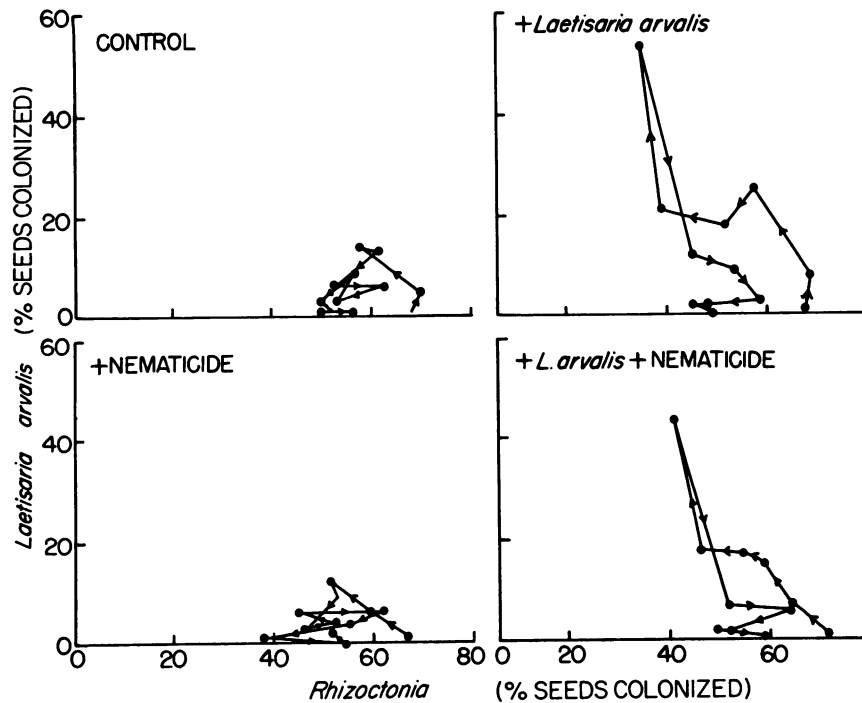 60
CONTROL
40
20
0
+Laetisaria arvalis
(% SEEDS COLONIZED)
Laetisaria arvalis
60
+NEMATICIDE
40
20
0
0 20 40 60 80
+L. arvalis +NEMATICIDE
0 20 40 60
Rhizoctonia (% SEEDS COLONIZED)